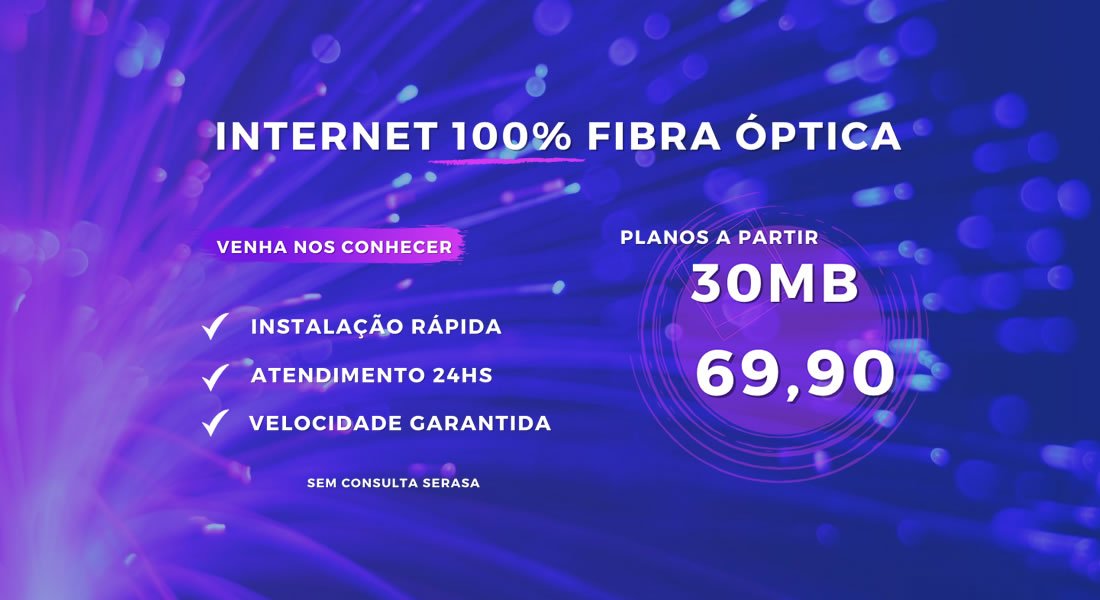 INTERNET 100% FIBRA ÓPTICA
VENHA NOS CONHECER
INSTALAÇÃO RÁPIDA
ATENDIMENTO 24HS
VELOCIDADE GARANTIDA
SEM CONSULTA SERASA
PLANOS A PARTIR
30MB
69,90